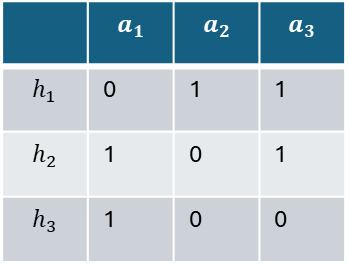 a₁ a₂ a₃
h₁ 0 1 1
h₂ 1 0 1
h₃ 1 0 0